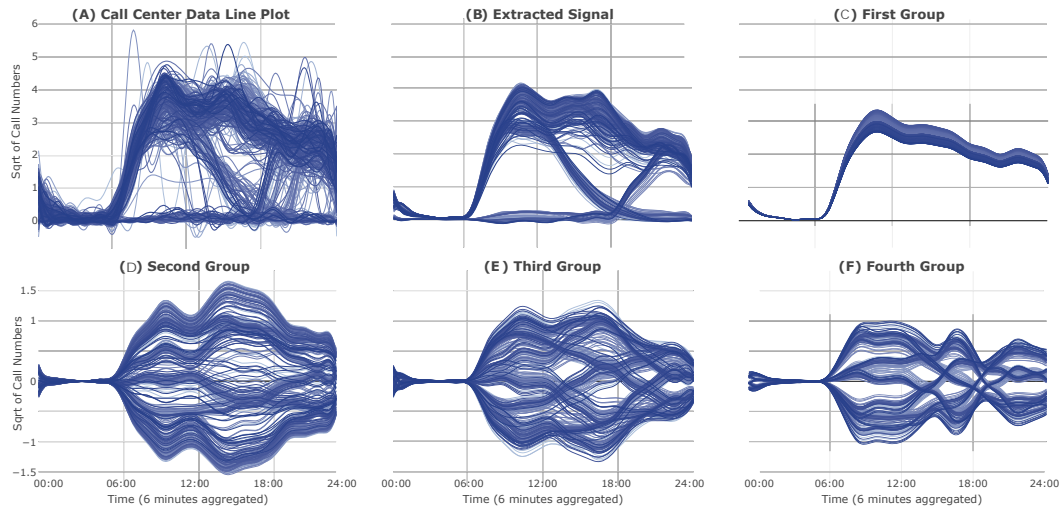 (A) Call Center Data Line Plot
(B) Extracted Signal
(C) First Group
Sqrt of Call Numbers
6
5
4
3
2
1
0
(D) Second Group
(E) Third Group
(F) Fourth Group
Sqrt of Call Numbers
1.5
1
0.5
0
−0.5
−1
−1.5
00:00 06:00 12:00 18:00 24:00
00:00 06:00 12:00 18:00 24:00
00:00 06:00 12:00 18:00 24:00
Time (6 minutes aggregated)
Time (6 minutes aggregated)
Time (6 minutes aggregated)